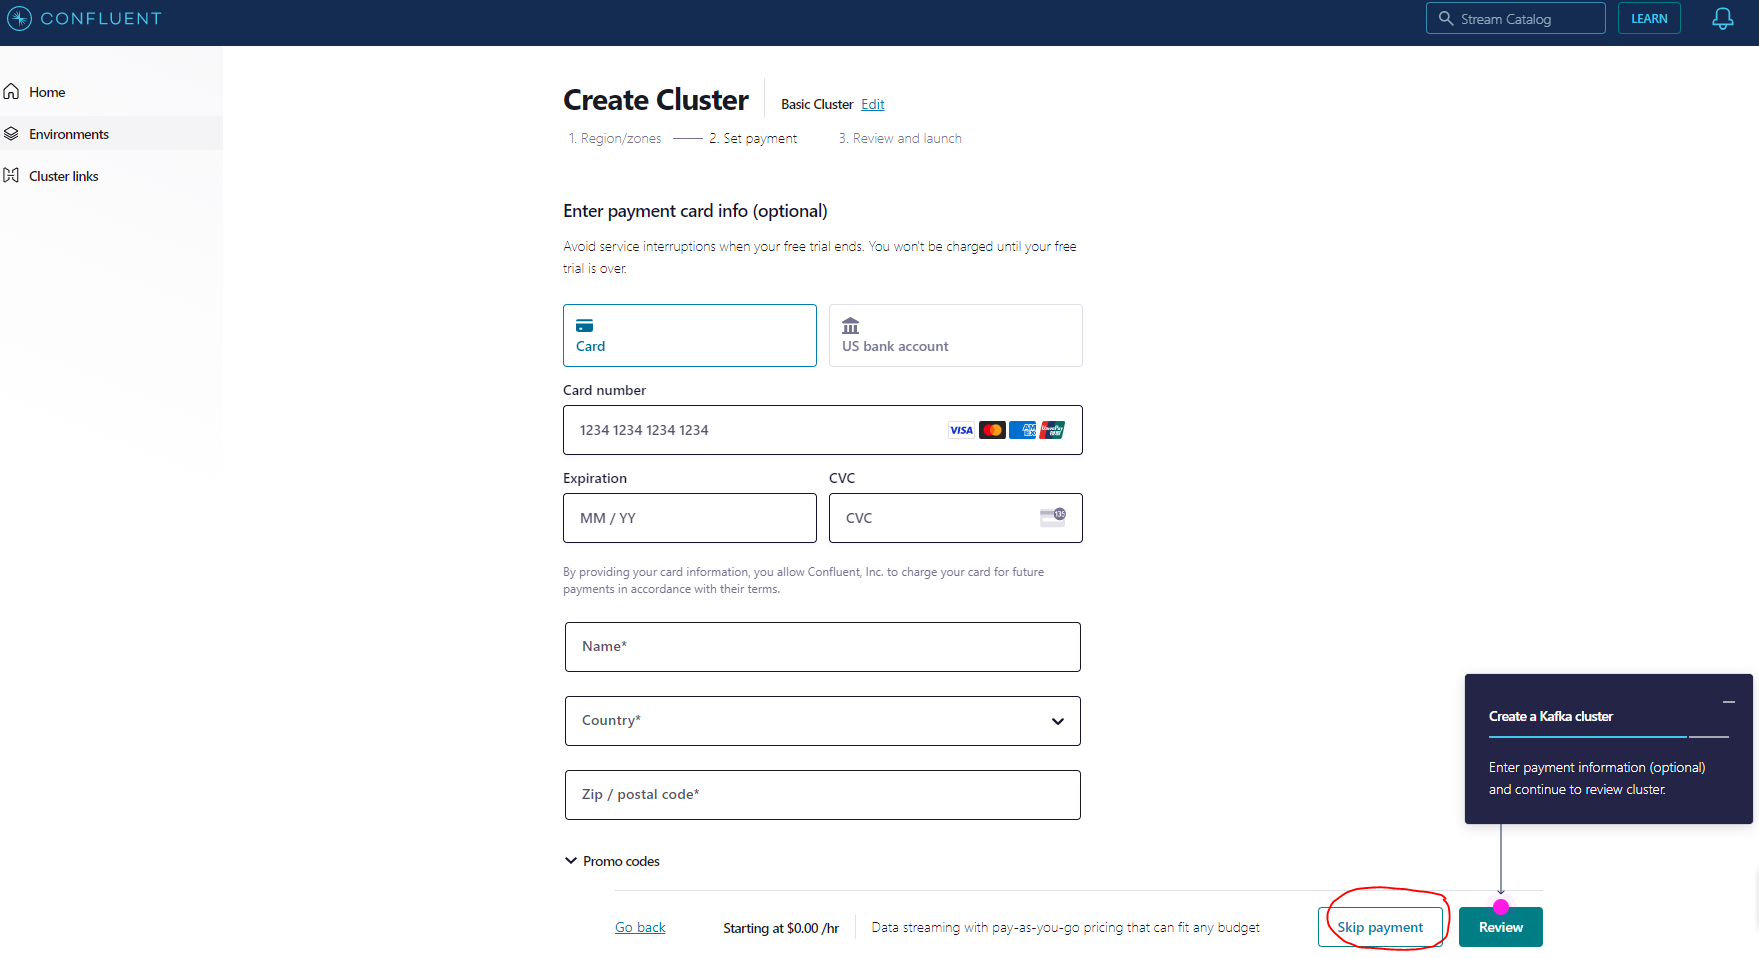 CONFLUENT
Stream Catalog
LEARN
Home
Environments
Cluster links
Create Cluster
Basic Cluster Edit
1. Region/zones
2. Set payment
3. Review and launch
Enter payment card info (optional)
Avoid service interruptions when your free trial ends. You won't be charged until your free
trial is over.
Card
US bank account
Card number
1234 1234 1234 1234
VISA
AM
EX
UnionPay
Expiration
CVC
MM / YY
CVC
135
By providing your card information, you allow Confluent, Inc. to charge your card for future
payments in accordance with their terms.
Name*
Country*
Zip / postal code*
Promo codes
Create a Kafka cluster
Enter payment information (optional)
and continue to review cluster.
Go back
Starting at $0.00 /hr
Data streaming with pay-as-you-go pricing that can fit any budget
Skip payment
Review